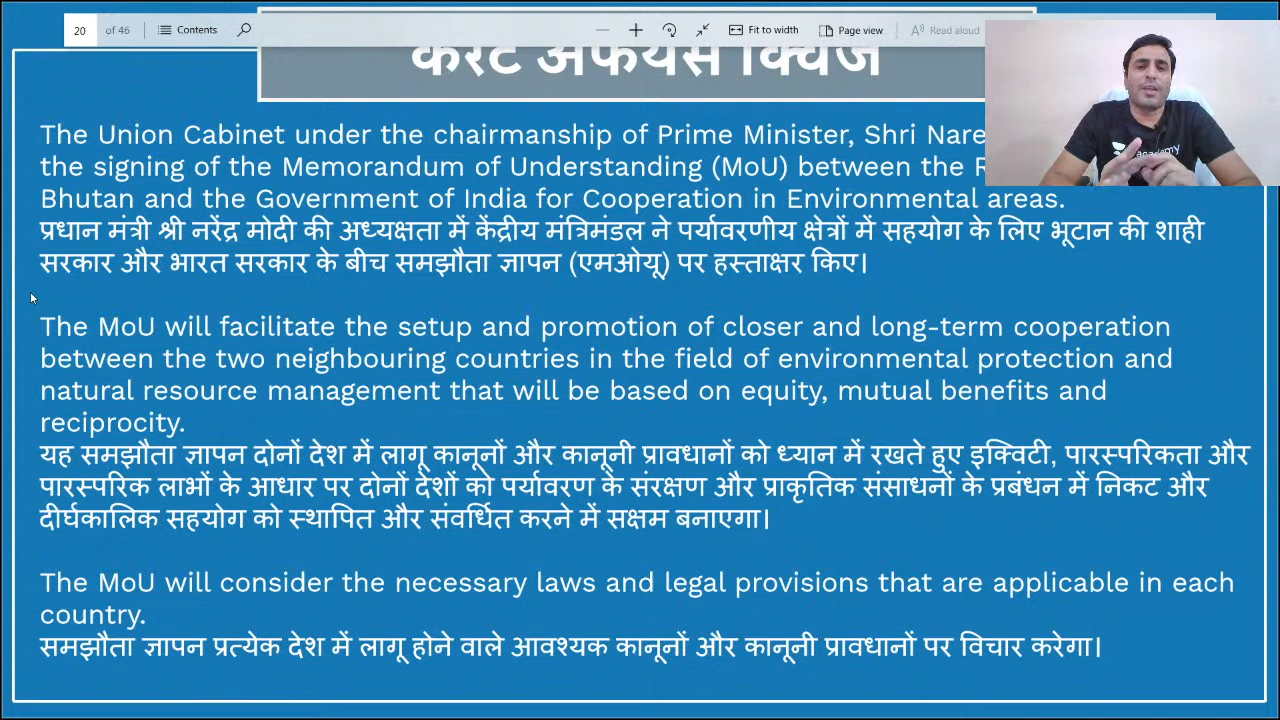 20 of 46 Contents Fit to width Page view Read aloud
करंट अफेयर्स क्विज
The Union Cabinet under the chairmanship of Prime Minister, Shri
the signing of the Memorandum of Understanding (MoU) between the
Bhutan and the Government of India for Cooperation in Environmental areas.
प्रधान मंत्री श्री नरेंद्र मोदी की अध्यक्षता में केंद्रीय मंत्रिमंडल ने पर्यावरणीय क्षेत्रों में सहयोग के लिए भूटान की शाही
सरकार और भारत सरकार के बीच समझौता ज्ञापन (एमओयू) पर हस्ताक्षर किए।
The MoU will facilitate the setup and promotion of closer and long-term cooperation
between the two neighbouring countries in the field of environmental protection and
natural resource management that will be based on equity, mutual benefits and
reciprocity.
यह समझौता ज्ञापन दोनों देश में लागू कानूनों और कानूनी प्रावधानों को ध्यान में रखते हुए इक्विटी, पारस्परिकता और
पारस्परिक लाभों के आधार पर दोनों देशों को पर्यावरण के संरक्षण और प्राकृतिक संसाधनों के प्रबंधन में निकट और
दीर्घकालिक सहयोग को स्थापित और संवर्धित करने में सक्षम बनाएगा।
The MoU will consider the necessary laws and legal provisions that are applicable in each
country.
समझौता ज्ञापन प्रत्येक देश में लागू होने वाले आवश्यक कानूनों और कानूनी प्रावधानों पर विचार करेगा।